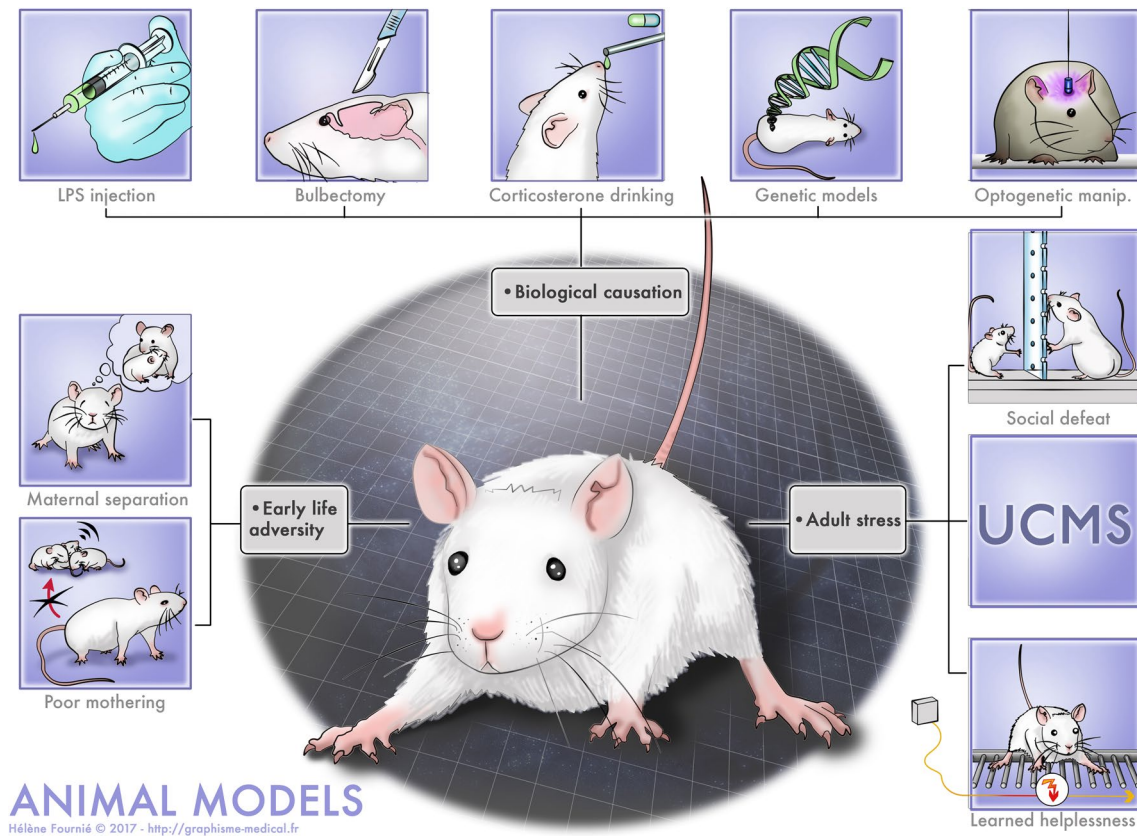 LPS injection
Bulbectomy
Corticosterone drinking
Genetic models
Optogenetic manip.
• Biological causation
Maternal separation
Poor mothering
• Early life
adversity
• Adult stress
Social defeat
UCMS
Learned helplessness
ANIMAL MODELS
Hélène Fournié © 2017 - http://graphisme-medical.fr